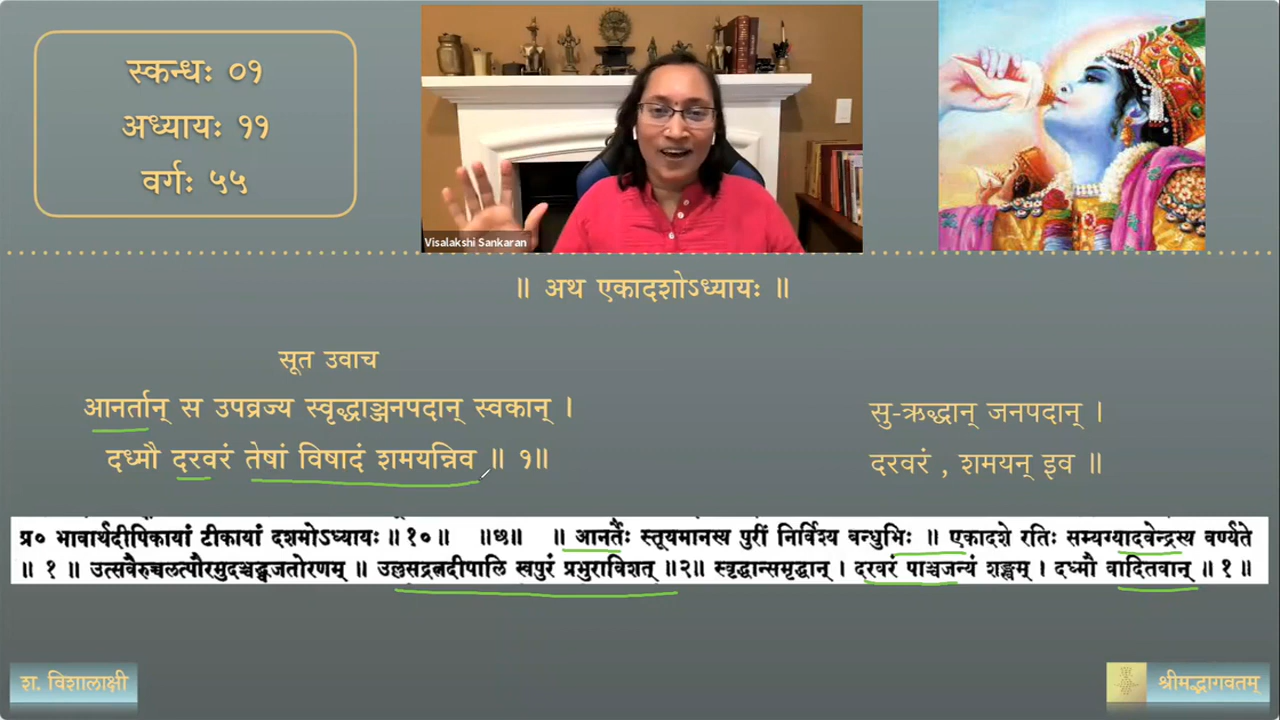 स्कन्धः ०१
अध्यायः ११
वर्गः ५५
Visalakshi Sankaran
॥ अथ एकादशोऽध्यायः ॥
सूत उवाच
आनर्तान् स उपव्रज्य स्वृद्धाञ्जनपदान् स्वकान् ।
दध्मौ दरवरं तेषां विषादं शमयन्निव ॥ १॥
सु-ऋद्धान् जनपदान् ।
दरवरं , शमयन् इव ॥
प्र० भावार्थदीपिकायां टीकायां दशमोऽध्यायः ॥ १० ॥ ॥छ॥ ॥ आनर्तैः स्तूयमानस्य पुरीं निर्विश्य बन्धुभिः ॥ एकादशे रतिः सम्यग्यादवेन्द्रस्य वर्ण्यते
॥ १ ॥ उत्सवैरुच्चलत्पौरमुदञ्चद्ध्वजतोरणम् ॥ उल्लसद्रत्नदीपालि स्वपुरं प्रभुराविशत् ॥२॥ स्वृद्धान्समृद्धान् । दरवरं पाञ्चजन्यं शङ्खम् । दध्मौ वादितवान् ॥ १ ॥
श. विशालाक्षी
श्रीमद्भागवतम्